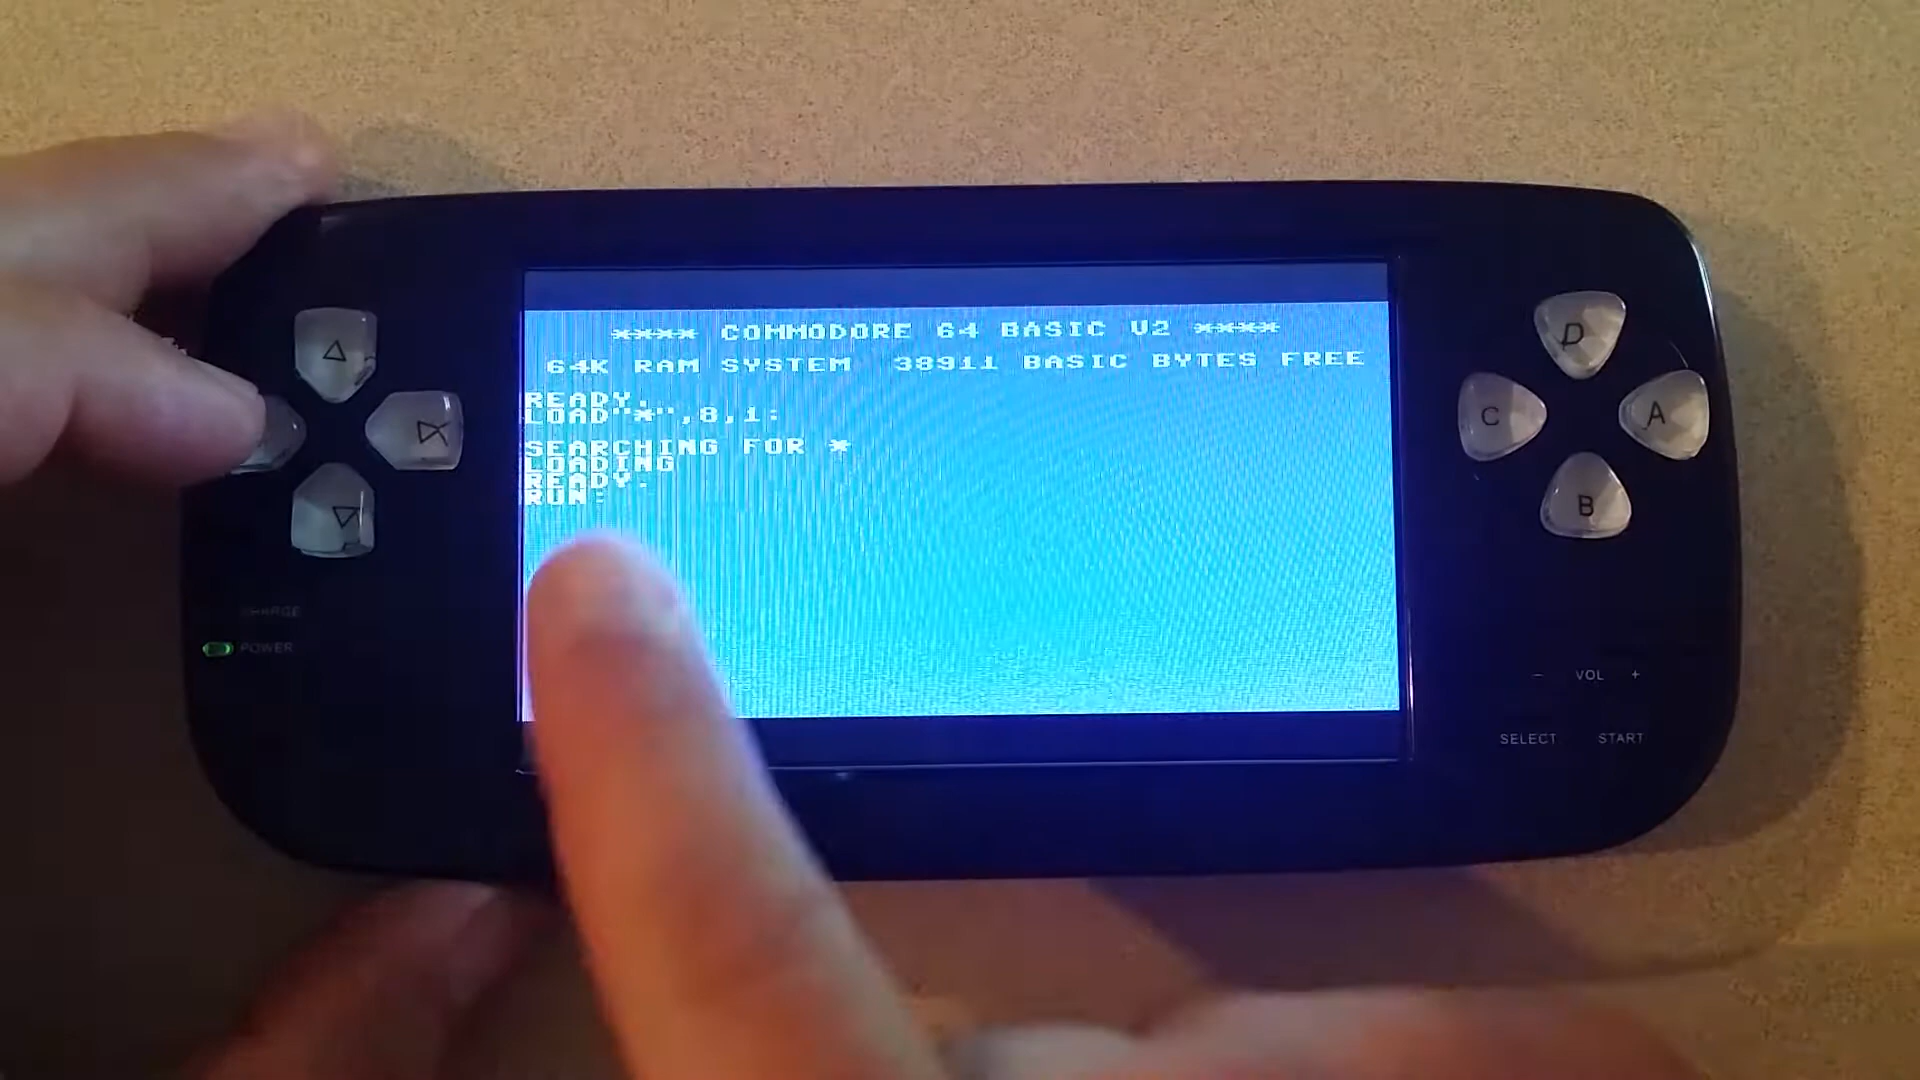 **** COMMODORE 64 BASIC V2 ****
64K RAM SYSTEM 38911 BASIC BYTES FREE
READY.
LOAD"*",8,1:
SEARCHING FOR *
LOADING
READY.
RUN:
D
C
A
B
CHARGE
POWER
- VOL +
SELECT START